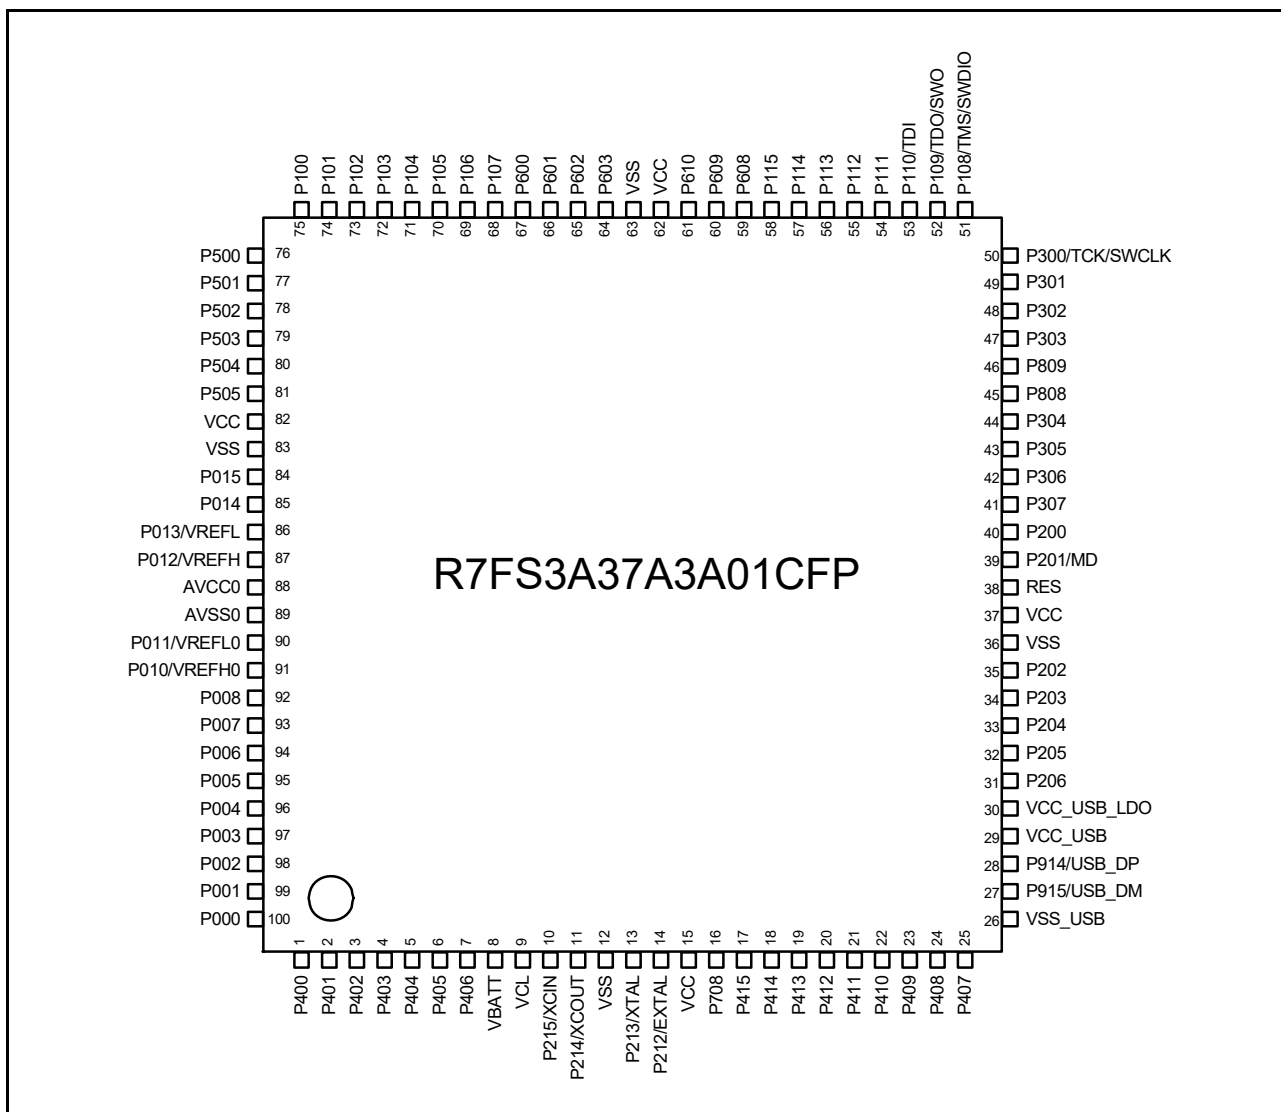 P100 P101 P102 P103 P104 P105 P106 P107 P600 P601 P602 P603 VSS VCC P610 P609 P608 P115 P114 P113 P112 P111 P110/TDI P109/TDO/SWO P108/TMS/SWDIO
75 74 73 72 71 70 69 68 67 66 65 64 63 62 61 60 59 58 57 56 55 54 53 52 51
P500 76 50 P300/TCK/SWCLK
P501 77 49 P301
P502 78 48 P302
P503 79 47 P303
P504 80 46 P809
P505 81 45 P808
VCC 82 44 P304
VSS 83 43 P305
P015 84 42 P306
P014 85 41 P307
P013/VREFL 86 40 P200
P012/VREFH 87 39 P201/MD
R7FS3A37A3A01CFP
AVCC0 88 38 RES
AVSS0 89 37 VCC
P011/VREFL0 90 36 VSS
P010/VREFH0 91 35 P202
P008 92 34 P203
P007 93 33 P204
P006 94 32 P205
P005 95 31 P206
P004 96 30 VCC_USB_LDO
P003 97 29 VCC_USB
P002 98 28 P914/USB_DP
P001 99 27 P915/USB_DM
P000 100 26 VSS_USB
1 2 3 4 5 6 7 8 9 10 11 12 13 14 15 16 17 18 19 20 21 22 23 24 25
P400 P401 P402 P403 P404 P405 P406 VBATT VCL P215/XCIN P214/XCOUT VSS P213/XTAL P212/EXTAL VCC P708 P415 P414 P413 P412 P411 P410 P409 P408 P407